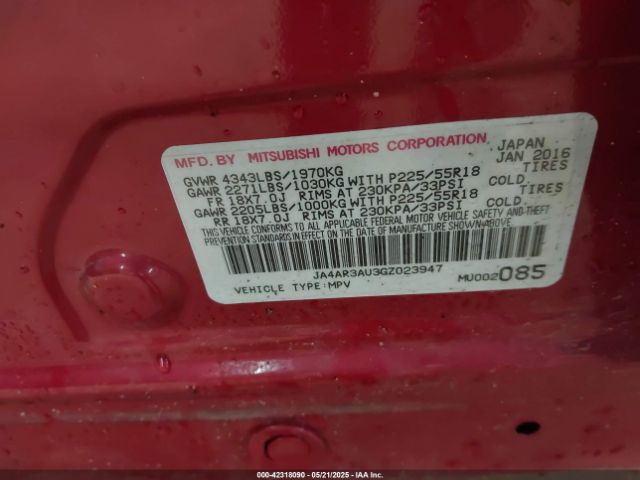 MFD. BY MITSUBISHI MOTORS CORPORATION JAPAN
JAN 2016
GVWR 4343LBS/1970KG
GAWR 2271LBS/1030KG WITH P225/55R18 TIRES
FR 18X7.0J RIMS AT 230KPA/33PSI COLD.
GAWR 2205LBS/1000KG WITH P225/55R18 TIRES
RR 18X7.0J RIMS AT 230KPA/33PSI COLD.
THIS VEHICLE CONFORMS TO ALL APPLICABLE FEDERAL MOTOR VEHICLE SAFETY AND THEFT-
PREVENTION STANDARDS IN EFFECT ON THE DATE OF MANUFACTURE SHOWN ABOVE
JA4AR3AU3GZ023947
VEHICLE TYPE:MPV MU002085
000-42318090 - 05/21/2025 - IAAI.COM